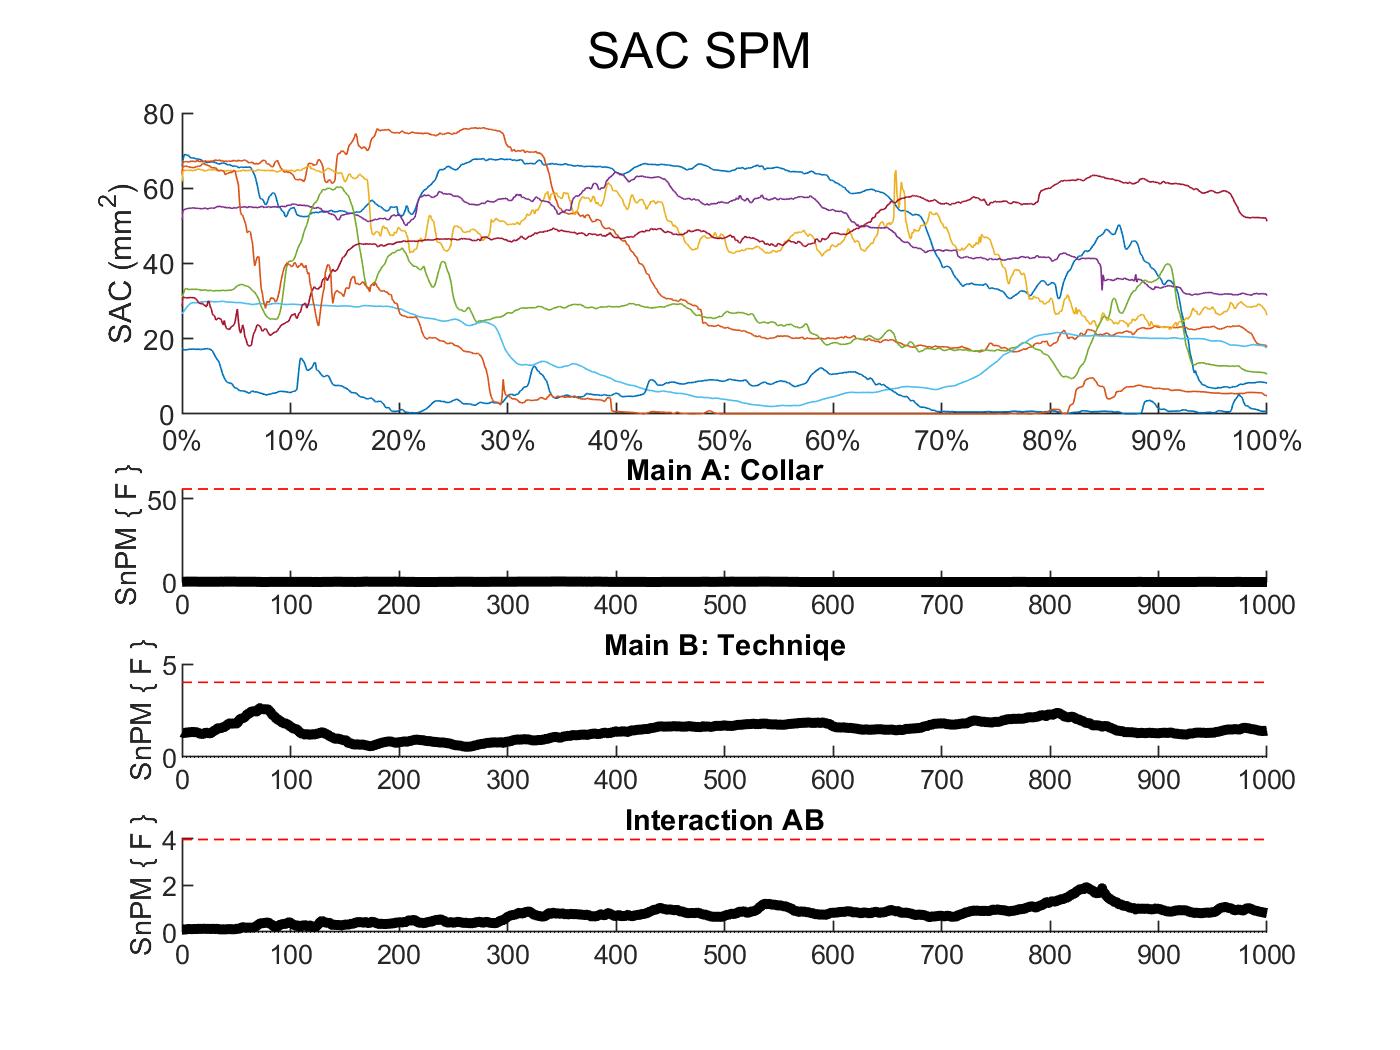 SAC SPM
SAC (mm²)
80
60
40
20
0
0% 10% 20% 30% 40% 50% 60% 70% 80% 90% 100%
Main A: Collar
SnPM { F }
50
0
0 100 200 300 400 500 600 700 800 900 1000
Main B: Techniqe
SnPM { F }
5
0
0 100 200 300 400 500 600 700 800 900 1000
Interaction AB
SnPM { F }
4
2
0
0 100 200 300 400 500 600 700 800 900 1000